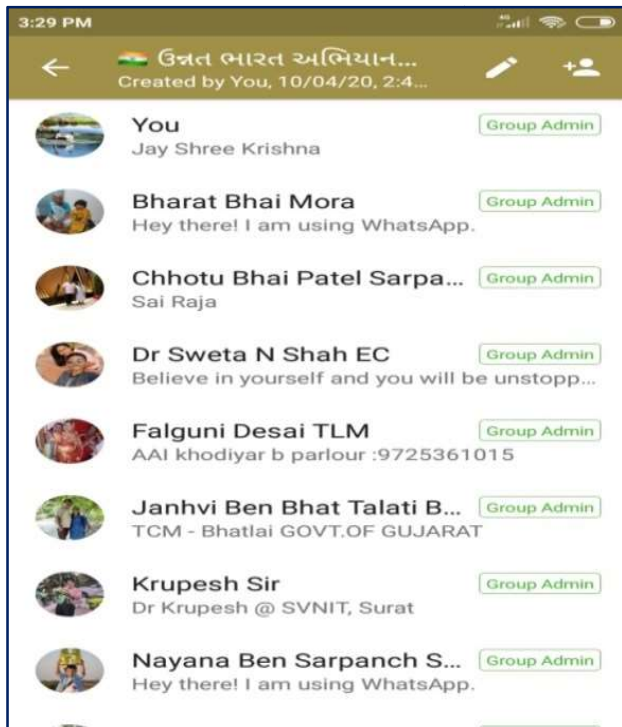 3:29 PM 4G
ઉન્નત ભારત અભિયાન...
Created by You, 10/04/20, 2:4...
You Group Admin
Jay Shree Krishna
Bharat Bhai Mora Group Admin
Hey there! I am using WhatsApp.
Chhotu Bhai Patel Sarpa... Group Admin
Sai Raja
Dr Sweta N Shah EC Group Admin
Believe in yourself and you will be unstopp...
Falguni Desai TLM Group Admin
AAI khodiyar b parlour :9725361015
Janhvi Ben Bhat Talati B... Group Admin
TCM - Bhatlai GOVT.OF GUJARAT
Krupesh Sir Group Admin
Dr Krupesh @ SVNIT, Surat
Nayana Ben Sarpanch S... Group Admin
Hey there! I am using WhatsApp.